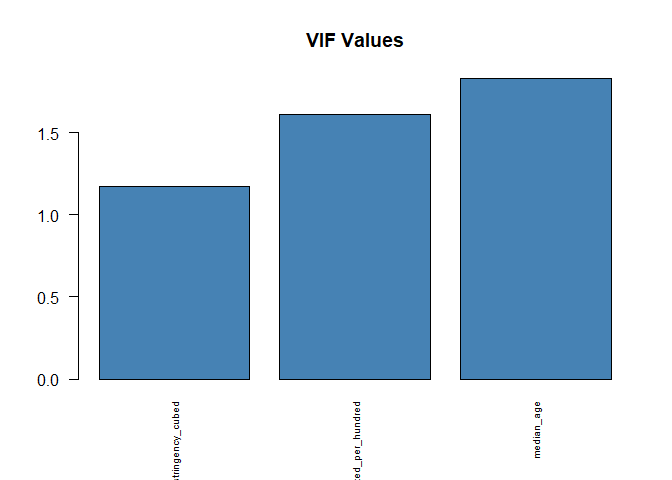 VIF Values
1.5
1.0
0.5
0.0
tringency_cubed
ted_per_hundred
median_age